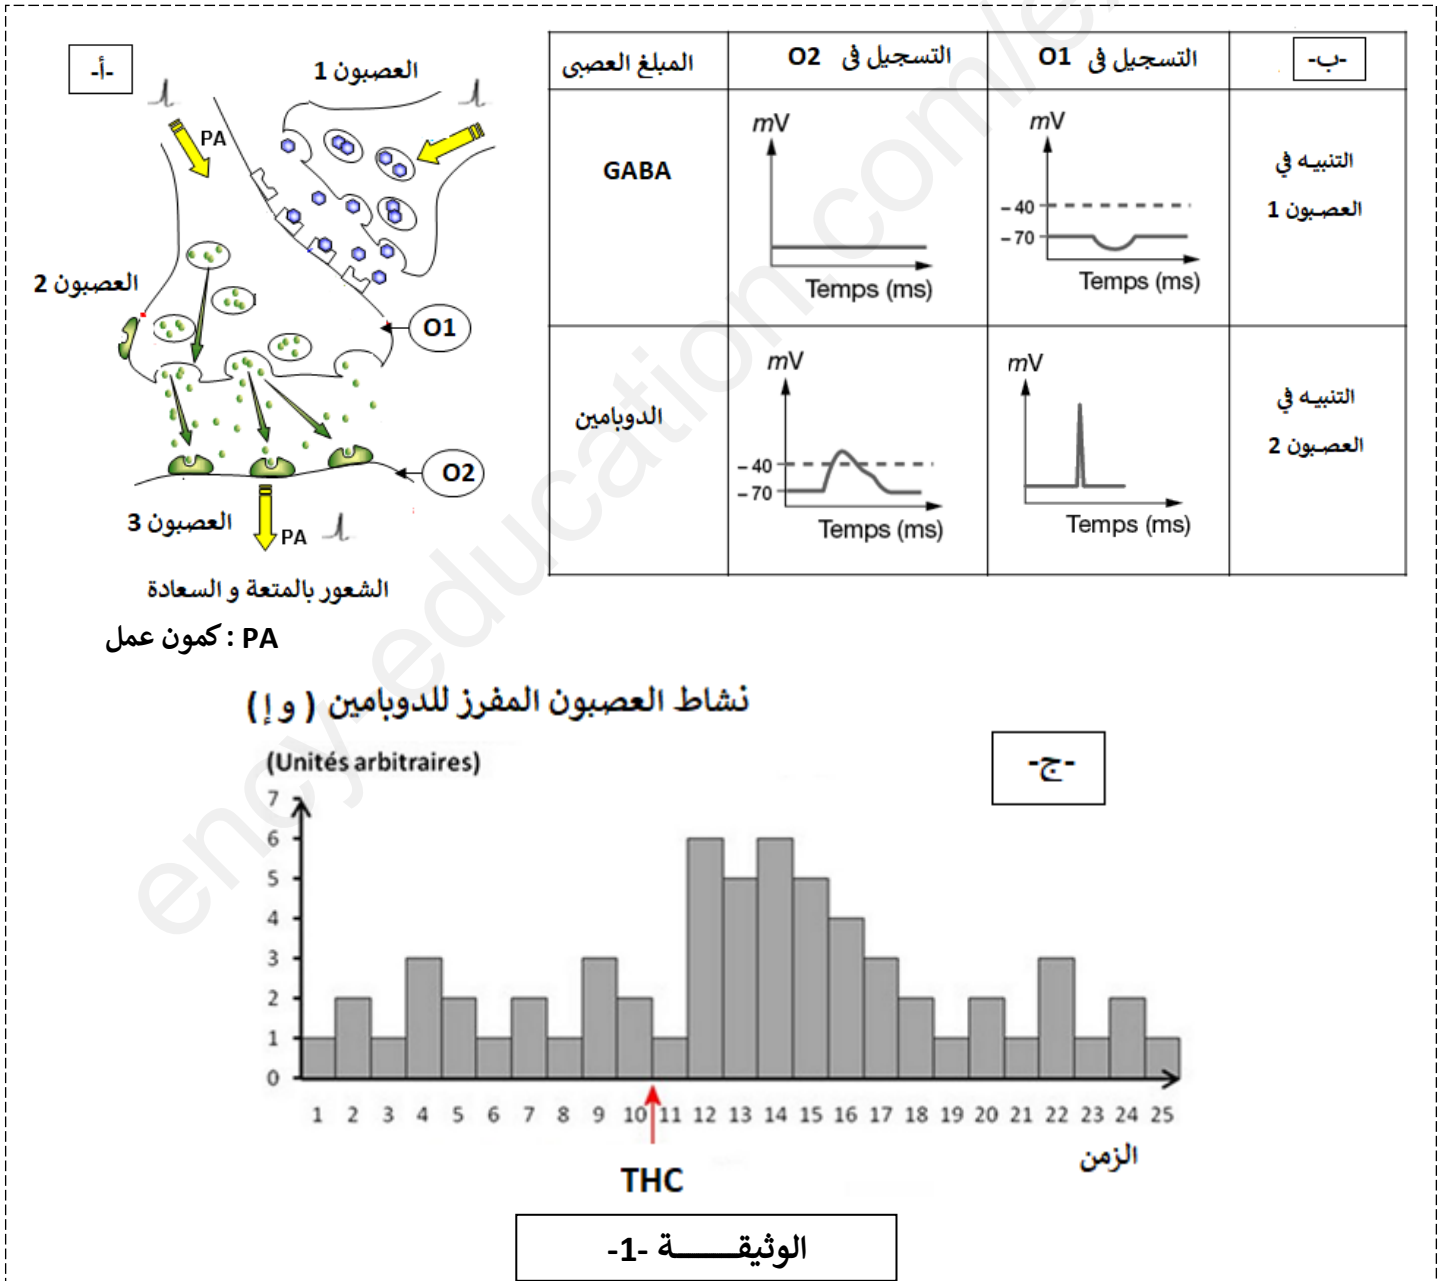 -أ-
العصبون 1
PA
العصبون 2
O1
O2
العصبون 3
PA
الشعور بالمتعة و السعادة
PA : كمون عمل
-ب-
التسجيل في O1
التسجيل في O2
المبلغ العصبي
التنبيه في
العصبون 1
mV
- 40
- 70
Temps (ms)
mV
Temps (ms)
GABA
التنبيه في
العصبون 2
mV
Temps (ms)
mV
- 40
- 70
Temps (ms)
الدوبامين
نشاط العصبون المفرز للدوبامين ( و إ )
(Unités arbitraires)
-ج-
7
6
5
4
3
2
1
0
1 2 3 4 5 6 7 8 9 10 11 12 13 14 15 16 17 18 19 20 21 22 23 24 25
الزمن
THC
الوثيقــــــة -1-
ency-education.com/e